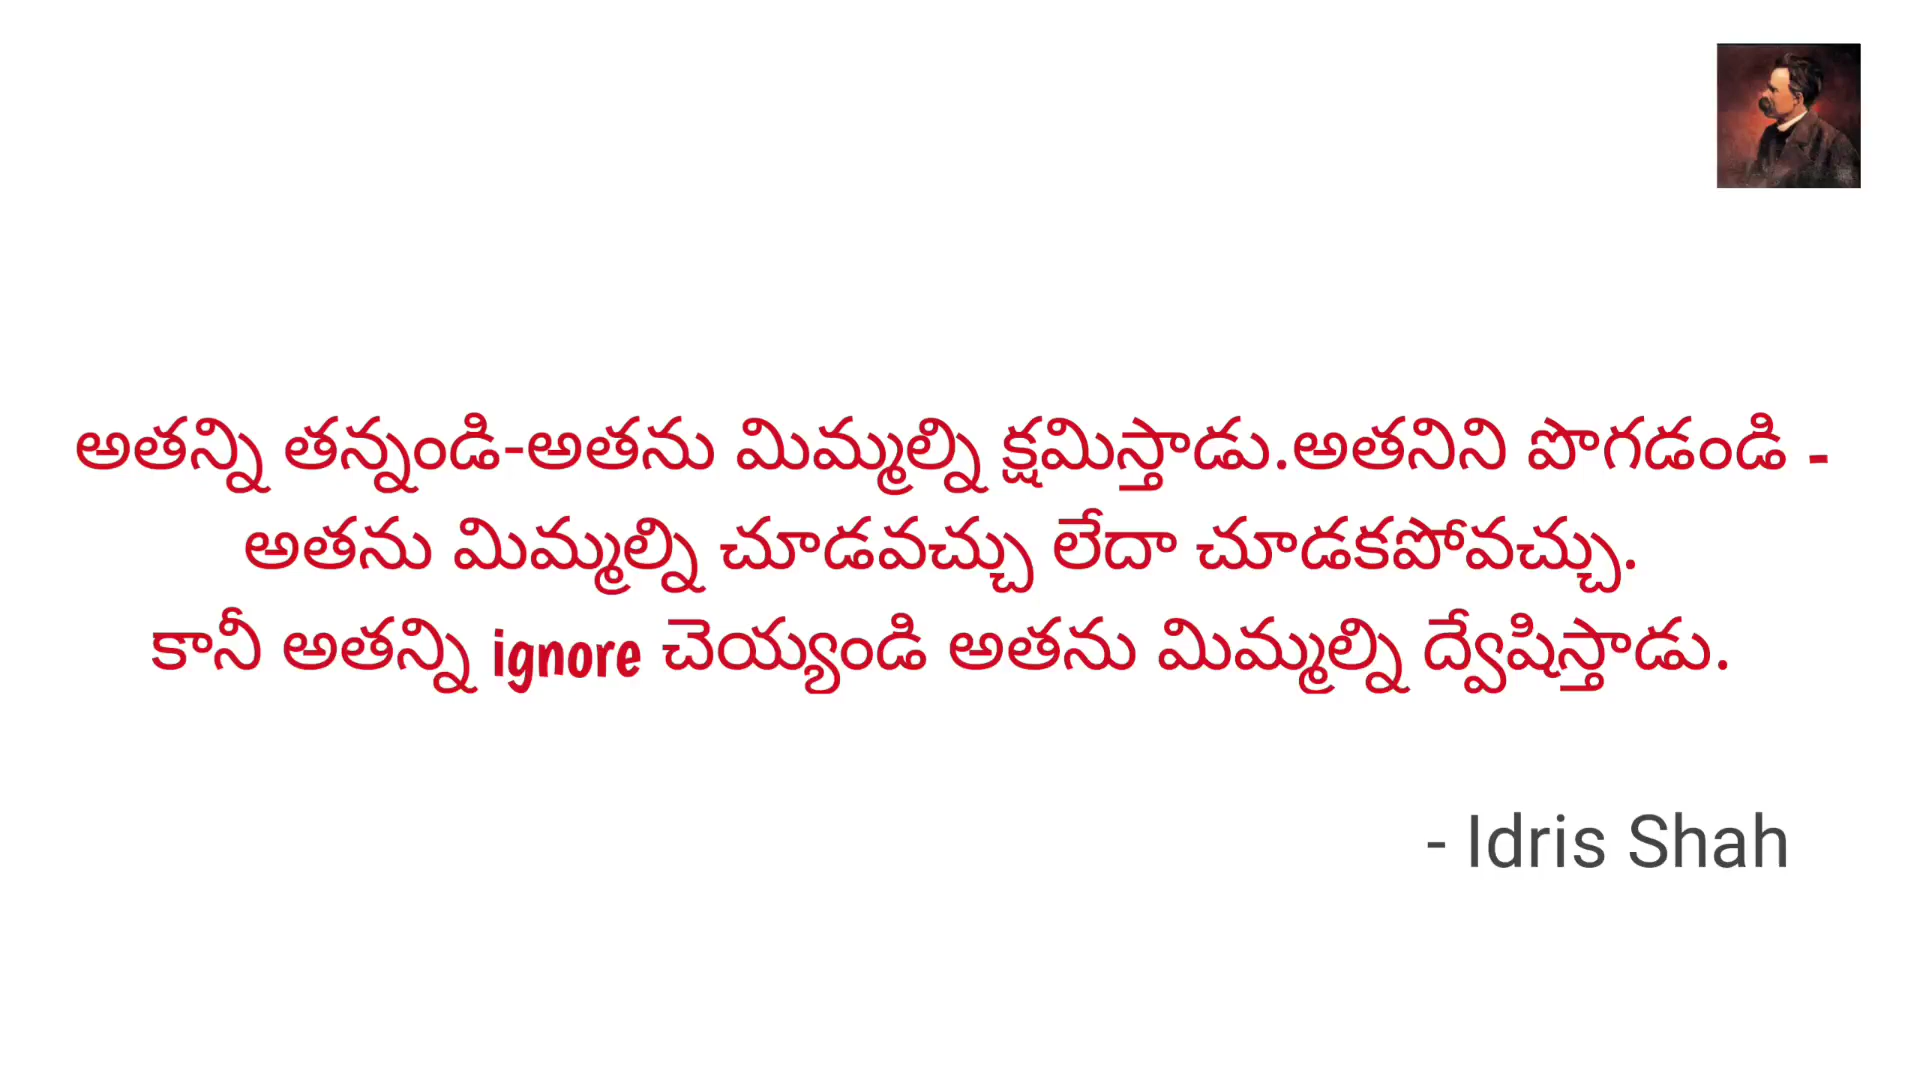 అతన్ని తన్నండి-అతను మిమ్మల్ని క్షమిస్తాడు.అతనిని పొగడండి -
అతను మిమ్మల్ని చూడవచ్చు లేదా చూడకపోవచ్చు.
కానీ అతన్ని ignore చెయ్యండి అతను మిమ్మల్ని ద్వేషిస్తాడు.
- Idris Shah